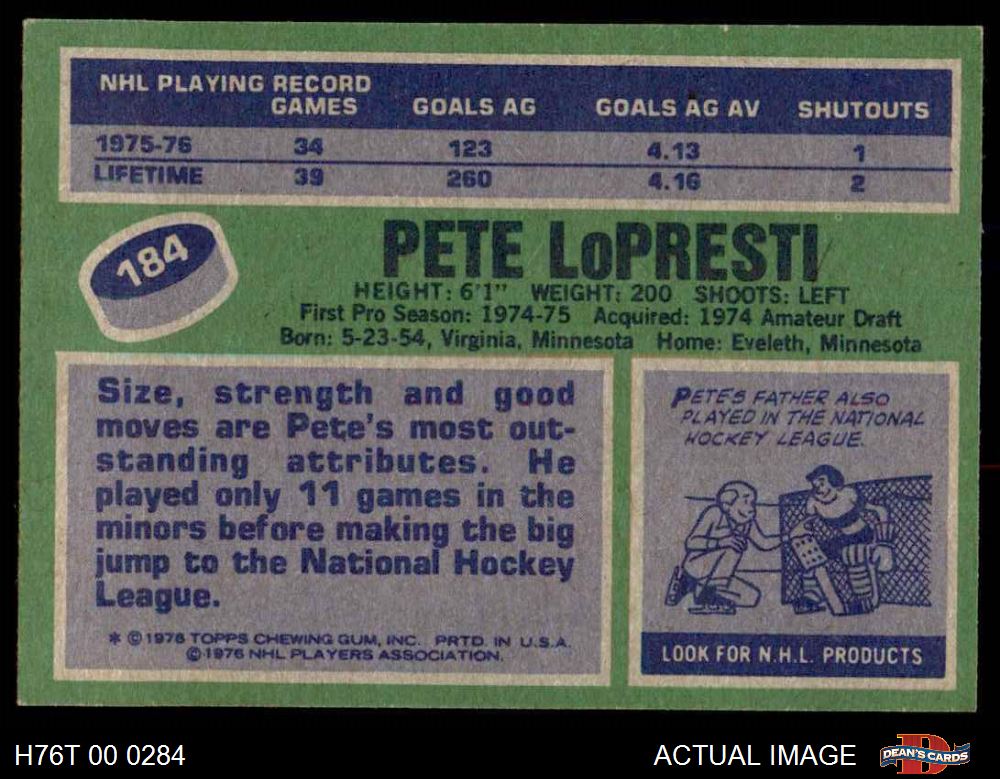 NHL PLAYING RECORD
GAMES GOALS AG GOALS AG AV SHUTOUTS
1975-76 34 123 4.13 1
LIFETIME 39 260 4.16 2
184
PETE LoPRESTI
HEIGHT: 6'1" WEIGHT: 200 SHOOTS: LEFT
First Pro Season: 1974-75 Acquired: 1974 Amateur Draft
Born: 5-23-54, Virginia, Minnesota Home: Eveleth, Minnesota
Size, strength and good
moves are Pete's most out-
standing attributes. He
played only 11 games in the
minors before making the big
jump to the National Hockey
League.
* © 1976 TOPPS CHEWING GUM, INC. PRTD. IN U.S.A.
© 1976 NHL PLAYERS ASSOCIATION.
PETE'S FATHER ALSO
PLAYED IN THE NATIONAL
HOCKEY LEAGUE.
LOOK FOR N.H.L. PRODUCTS
H76T 00 0284
ACTUAL IMAGE
D
DEAN'S CARDS